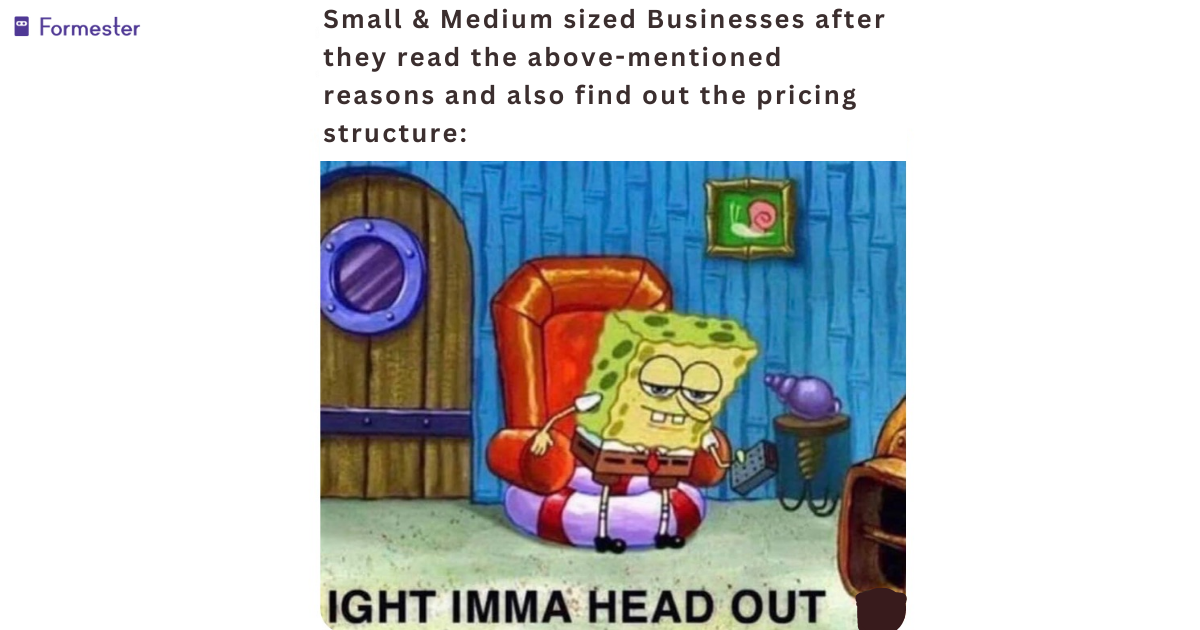 Formester
Small & Medium sized Businesses after
they read the above-mentioned
reasons and also find out the pricing
structure:
IGHT IMMA HEAD OUT